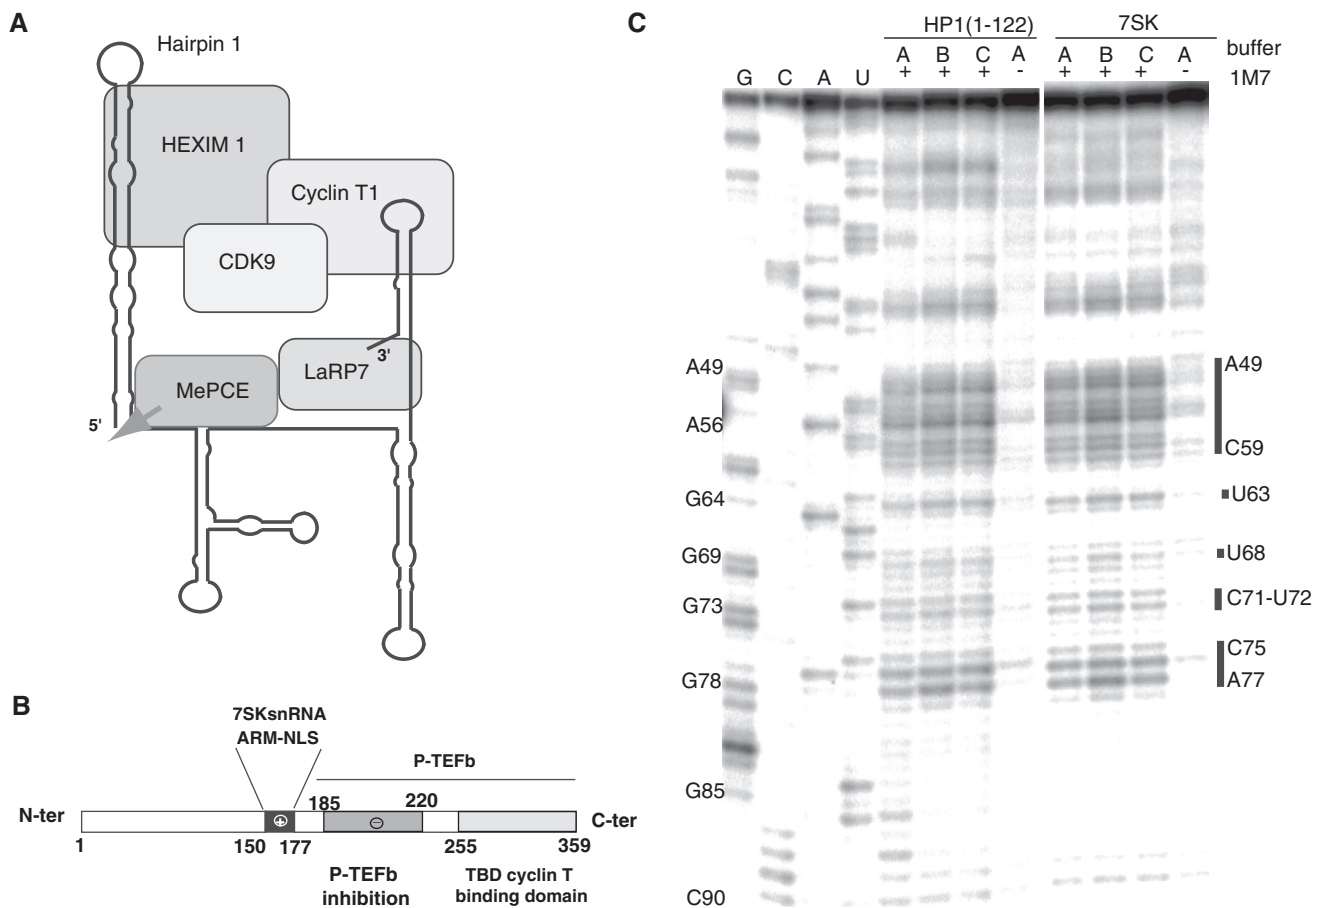 A
Hairpin 1
HEXIM 1
Cyclin T1
CDK9
3'
LaRP7
MePCE
5'
B
7SKsnRNA
ARM-NLS
P-TEFb
185
220
N-ter
+
−
C-ter
1
150
177
255
359
P-TEFb
inhibition
TBD cyclin T
binding domain
C
HP1(1-122)
7SK
G C A U
A B C A A B C A buffer
+ + + - + + + - 1M7
A49
A56
G64
G69
G73
G78
G85
C90
A49
C59
U63
U68
C71-U72
C75
A77